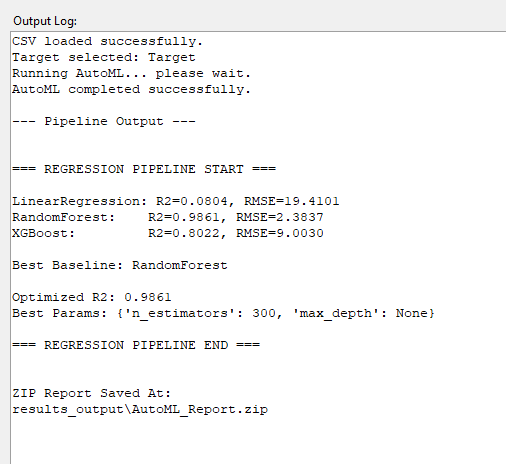 Output Log:
CSV loaded successfully.
Target selected: Target
Running AutoML... please wait.
AutoML completed successfully.
--- Pipeline Output ---
=== REGRESSION PIPELINE START ===
LinearRegression: R2=0.0804, RMSE=19.4101
RandomForest:    R2=0.9861, RMSE=2.3837
XGBoost:         R2=0.8022, RMSE=9.0030
Best Baseline: RandomForest
Optimized R2: 0.9861
Best Params: {'n_estimators': 300, 'max_depth': None}
=== REGRESSION PIPELINE END ===
ZIP Report Saved At:
results_output\AutoML_Report.zip